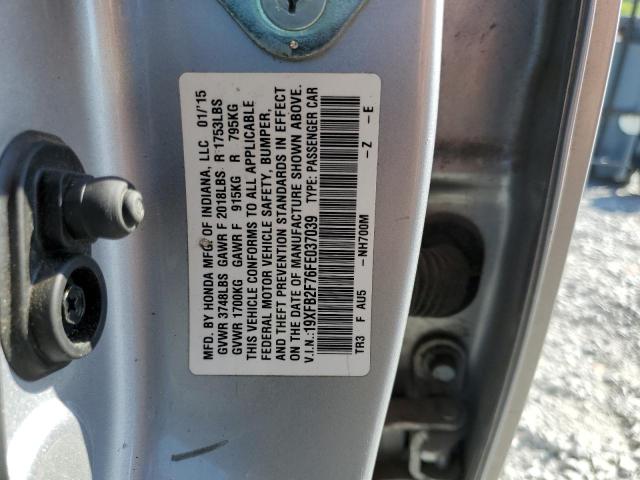 MFD. BY HONDA MFG OF INDIANA, LLC 01/'15
GVWR 3748LBS GAWR F 2018LBS R 1753LBS
GVWR 1700KG GAWR F 915KG R 795KG
THIS VEHICLE CONFORMS TO ALL APPLICABLE
FEDERAL MOTOR VEHICLE SAFETY, BUMPER,
AND THEFT PREVENTION STANDARDS IN EFFECT
ON THE DATE OF MANUFACTURE SHOWN ABOVE.
V.I.N.:19XFB2F76FE037039 TYPE: PASSENGER CAR
TR3 F AU5 -NH700M -Z -E